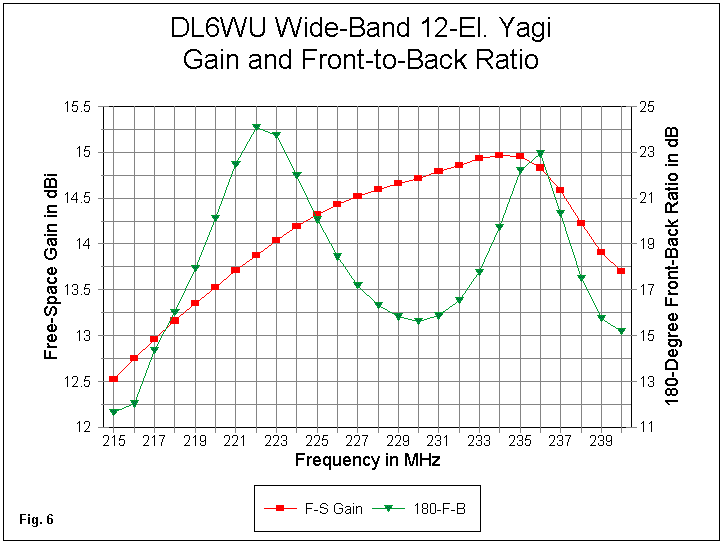 DL6WU Wide-Band 12-El. Yagi
Gain and Front-to-Back Ratio
Free-Space Gain in dBi
15.5
15
14.5
14
13.5
13
12.5
12
25
23
21
19
17
15
13
11
180-Degree Front-Back Ratio in dB
215 217 219 221 223 225 227 229 231 233 235 237 239
Frequency in MHz
F-S Gain 180-F-B
Fig. 6